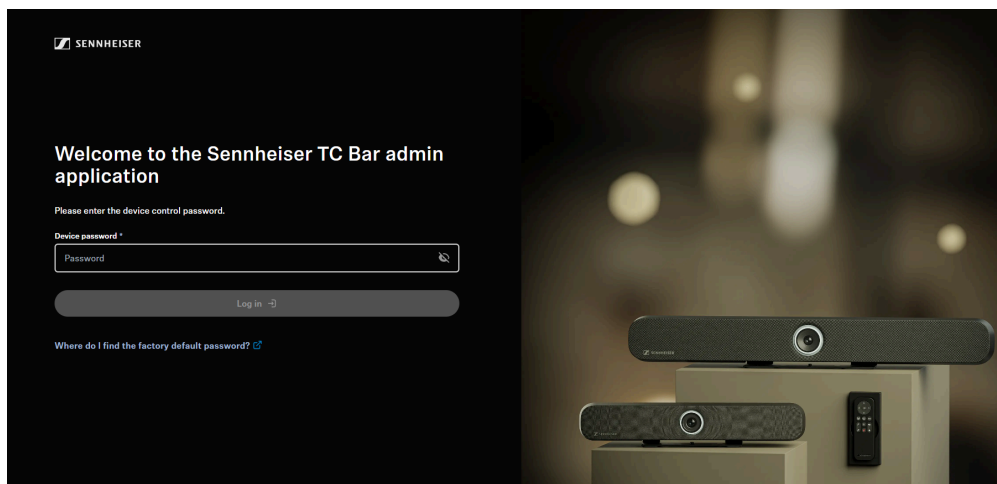 SENNHEISER
Welcome to the Sennheiser TC Bar admin
application
Please enter the device control password.
Device password *
Password
Log in
Where do I find the factory default password?
SENNHEISER